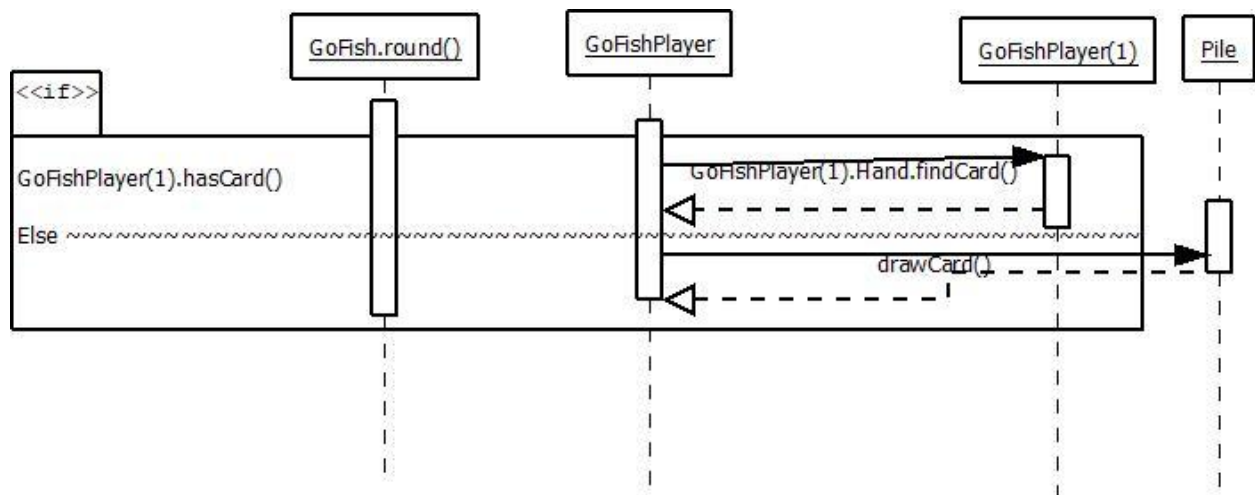 GoFish.round()
GoFishPlayer
GoFishPlayer(1)
Pile
<<if>>
GoFishPlayer(1).hasCard()
GoFishPlayer(1).Hand.findCard()
Else
drawCard()